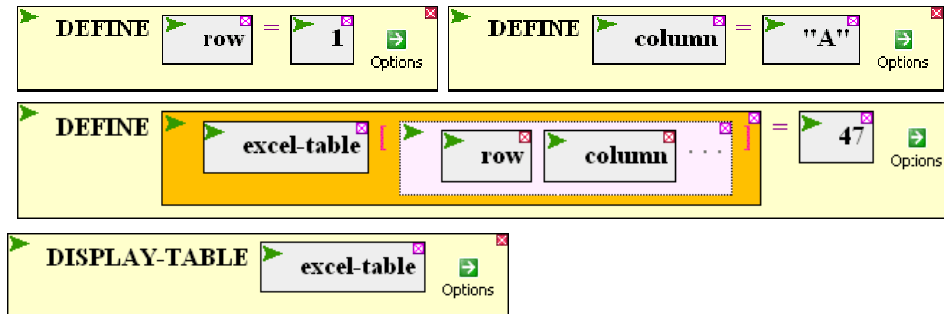 DEFINE row = 1 Options
DEFINE column = "A" Options
DEFINE excel-table [ row column ... ] = 47 Options
DISPLAY-TABLE excel-table Options